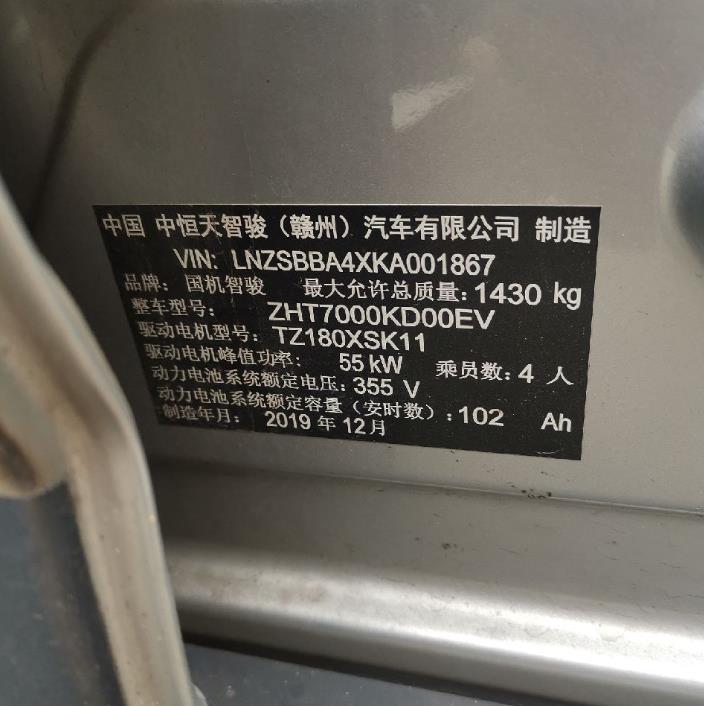 中国 中恒天智骏（赣州）汽车有限公司 制造
VIN: LNZSBBA4XKA001867
品牌：国机智骏 最大允许总质量：1430 kg
整车型号： ZHT7000KD00EV
驱动电机型号：TZ180XSK11
驱动电机峰值功率： 55 kW 乘员数：4 人
动力电池系统额定电压：355 V
动力电池系统额定容量（安时数）：102 Ah
制造年月： 2019 年 12 月